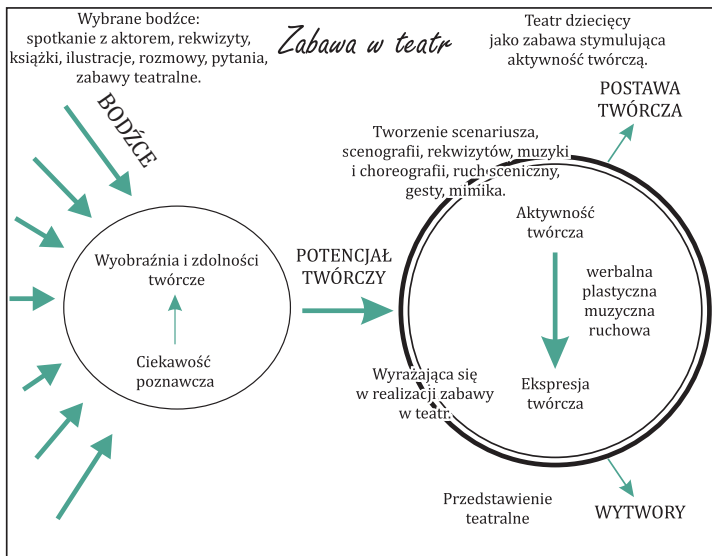 Wybrane bodźce:
spotkanie z aktorem, rekwizyty,
książki, ilustracje, rozmowy, pytania,
zabawy teatralne.
Zabawa w teatr
Teatr dziecięcy
jako zabawa stymulująca
aktywność twórczą.
BODŹCE
POSTAWA
TWÓRCZA
Tworzenie scenariusza,
scenografii, rekwizytów, muzyki
i choreografii, ruch sceniczny,
gesty, mimika.
Wyobraźnia i zdolności
twórcze
Ciekawość
poznawcza
POTENCJAŁ
TWÓRCZY
Aktywność
twórcza
werbalna
plastyczna
muzyczna
ruchowa
Ekspresja
twórcza
Wyrażająca się
w realizacji zabawy
w teatr.
Przedstawienie
teatralne
WYTWORY